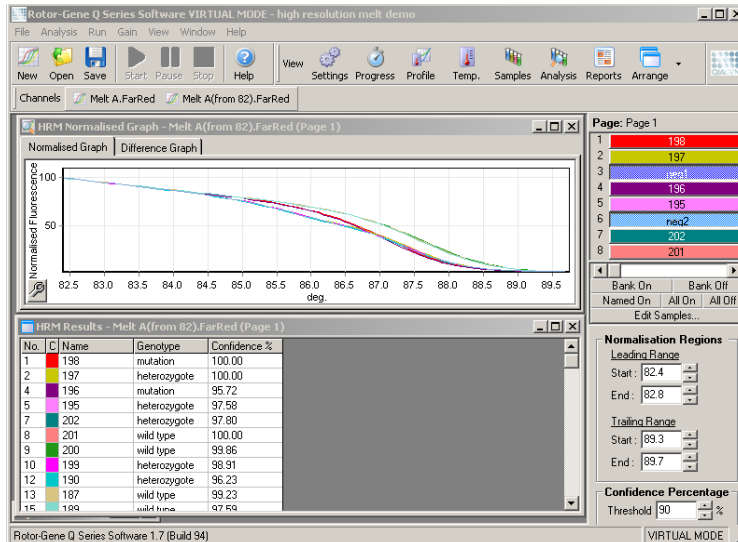 Rotor-Gene Q Series Software VIRTUAL MODE - high resolution melt demo
File Analysis Run Gain View Window Help
New Open Save Start Pause Stop Help View Settings Progress Profile Temp. Samples Analysis Reports Arrange
Channels Melt A.FarRed Melt A(from 82).FarRed
HRM Normalised Graph - Melt A(from 82).FarRed (Page 1)
Normalised Graph Difference Graph
Normalised Fluorescence
100
50
82.5 83.0 83.5 84.0 84.5 85.0 85.5 86.0 86.5 87.0 87.5 88.0 88.5 89.0 89.5
deg.
HRM Results - Melt A(from 82).FarRed (Page 1)
No. C Name Genotype Confidence %
1 198 mutation 100.00
2 197 heterozygote 100.00
4 196 mutation 95.72
5 195 heterozygote 97.58
7 202 heterozygote 97.80
8 201 wild type 100.00
9 200 wild type 99.86
10 199 heterozygote 98.91
12 190 heterozygote 96.23
13 187 wild type 99.23
15 189 wild type 97.59
Page: Page 1
1 198
2 197
3 neg1
4 196
5 195
6 neg2
7 202
8 201
Bank On Bank Off
Named On All On All Off
Edit Samples...
Normalisation Regions
Leading Range
Start : 82.4
End : 82.8
Trailing Range
Start : 89.3
End : 89.7
Confidence Percentage
Threshold 90 %
Rotor-Gene Q Series Software 1.7 (Build 94)
VIRTUAL MODE